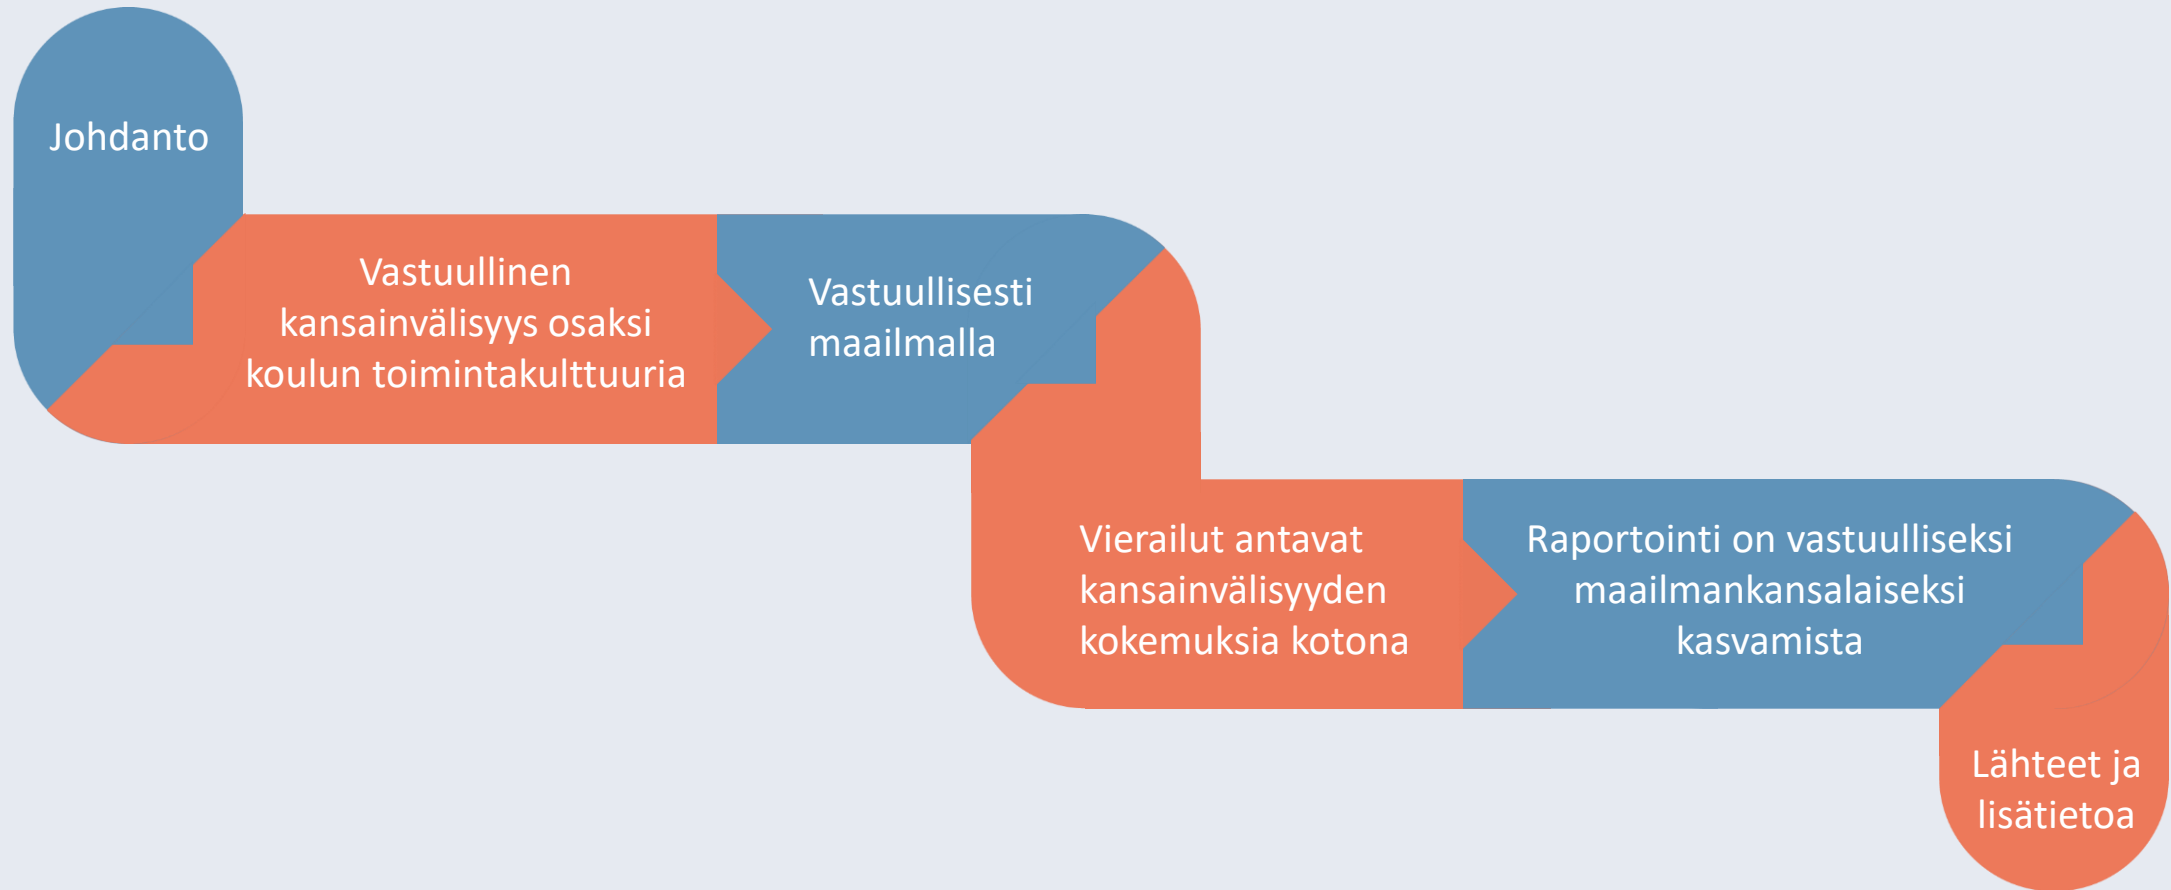 Johdanto
Vastuullinen
kansainvälisyys osaksi
koulun toimintakulttuuria
Vastuullisesti
maailmalla
Vierailut antavat
kansainvälisyyden
kokemuksia kotona
Raportointi on vastuulliseksi
maailmankansalaiseksi
kasvamista
Lähteet ja
lisätietoa